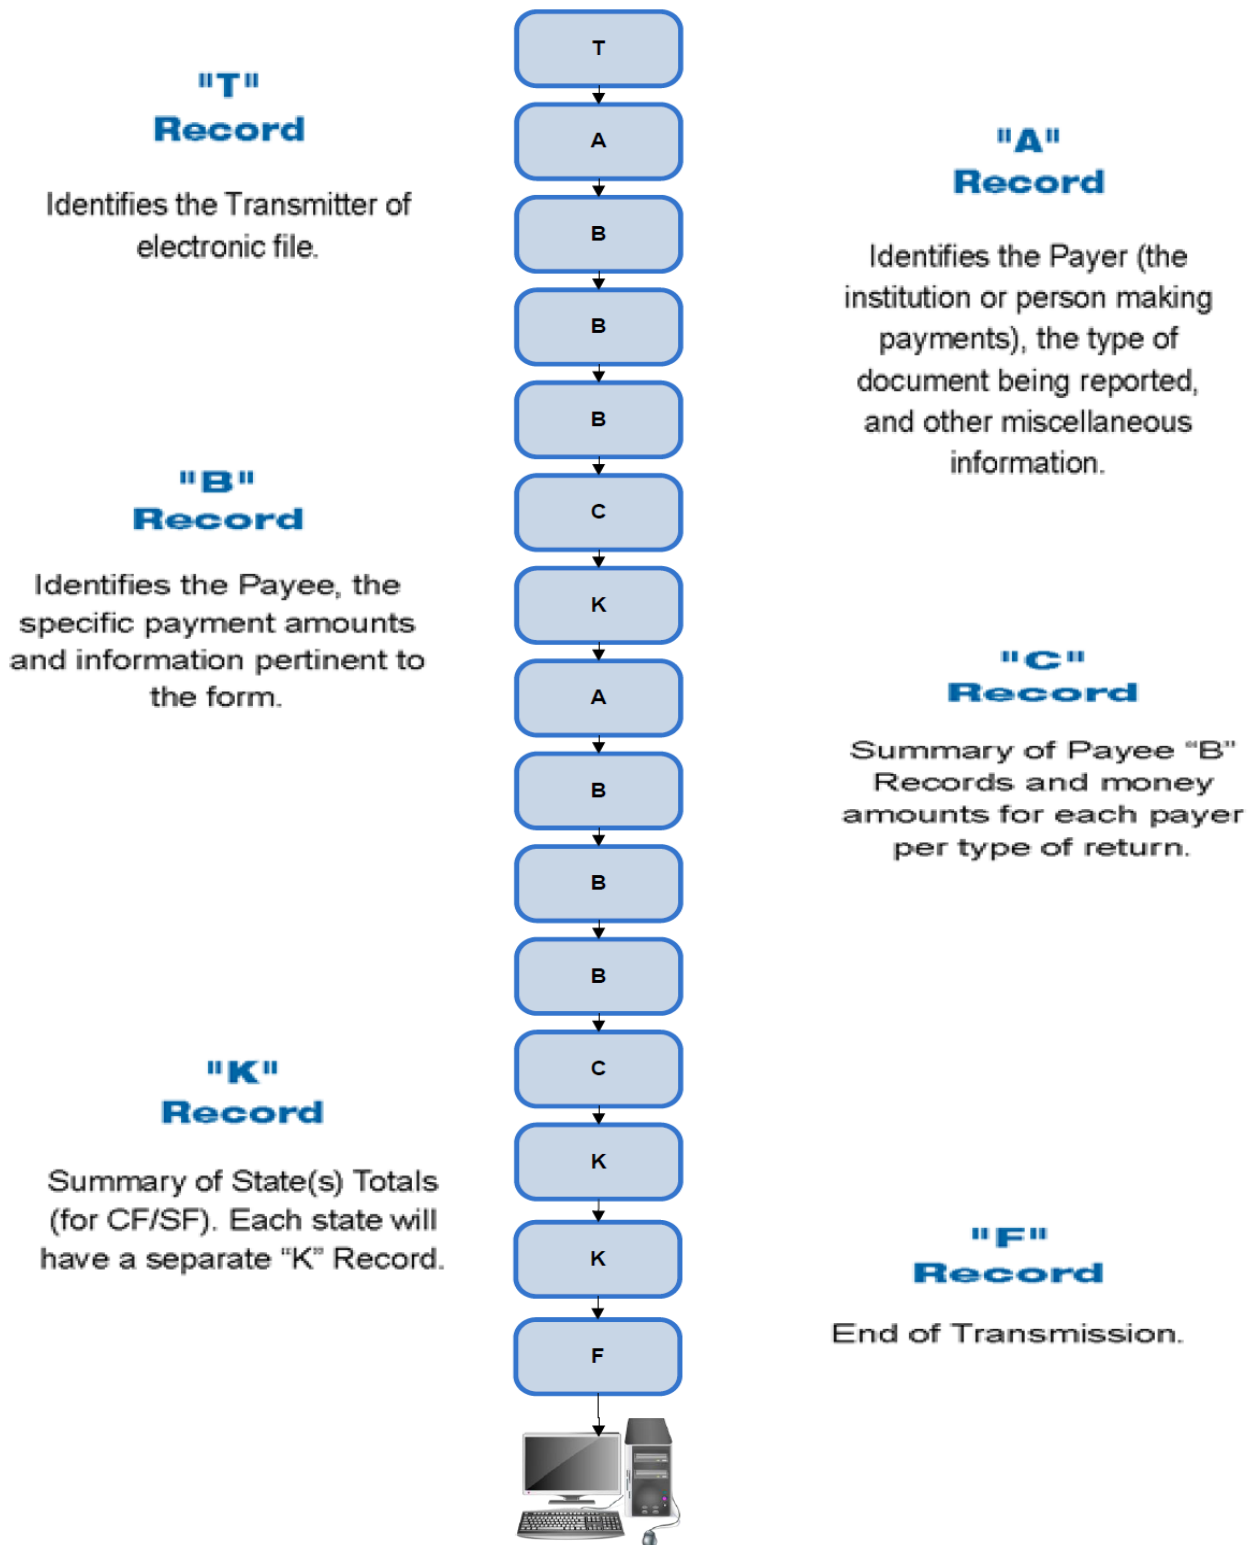 T
"T"
Record
Identifies the Transmitter of
electronic file.
A
"A"
Record
Identifies the Payer (the
institution or person making
payments), the type of
document being reported,
and other miscellaneous
information.
B
B
B
"B"
Record
Identifies the Payee, the
specific payment amounts
and information pertinent to
the form.
C
K
A
"C"
Record
Summary of Payee “B”
Records and money
amounts for each payer
per type of return.
B
B
B
C
"K"
Record
Summary of State(s) Totals
(for CF/SF). Each state will
have a separate “K” Record.
K
K
"F"
Record
End of Transmission.
F